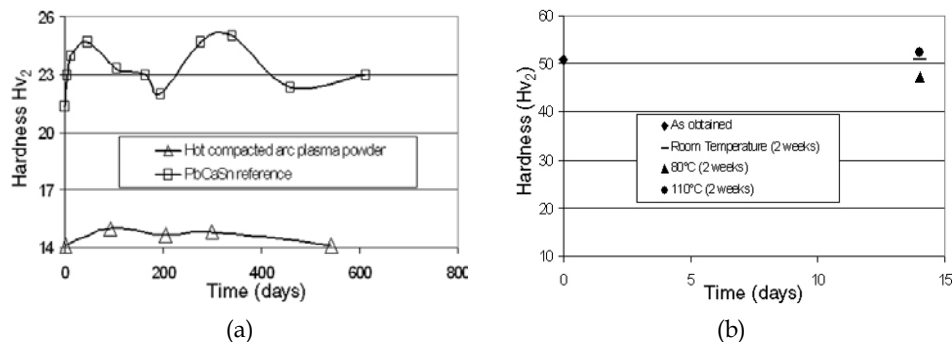 26
23
20
17
14
Hardness Hv2
Hot compacted arc plasma powder
PbCaSn reference
0 200 400 600 800
Time (days)
(a)
60
50
40
30
20
10
Hardness (Hv2)
As obtained
Room Temperature (2 weeks)
80°C (2 weeks)
110°C (2 weeks)
0 5 10 15
Time (days)
(b)